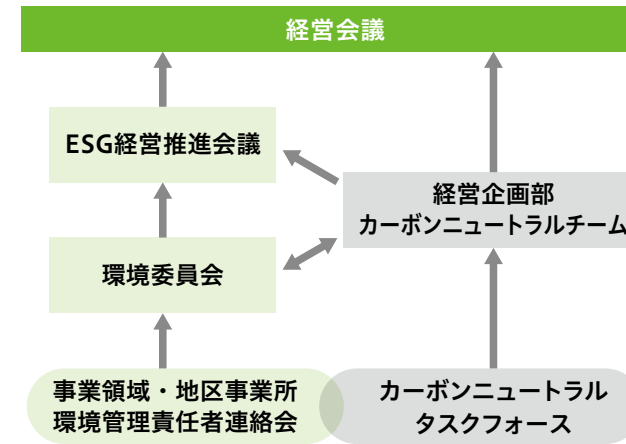 経営会議
ESG経営推進会議
経営企画部
カーボンニュートラルチーム
環境委員会
事業領域・地区事業所
環境管理責任者連絡会
カーボンニュートラル
タスクフォース